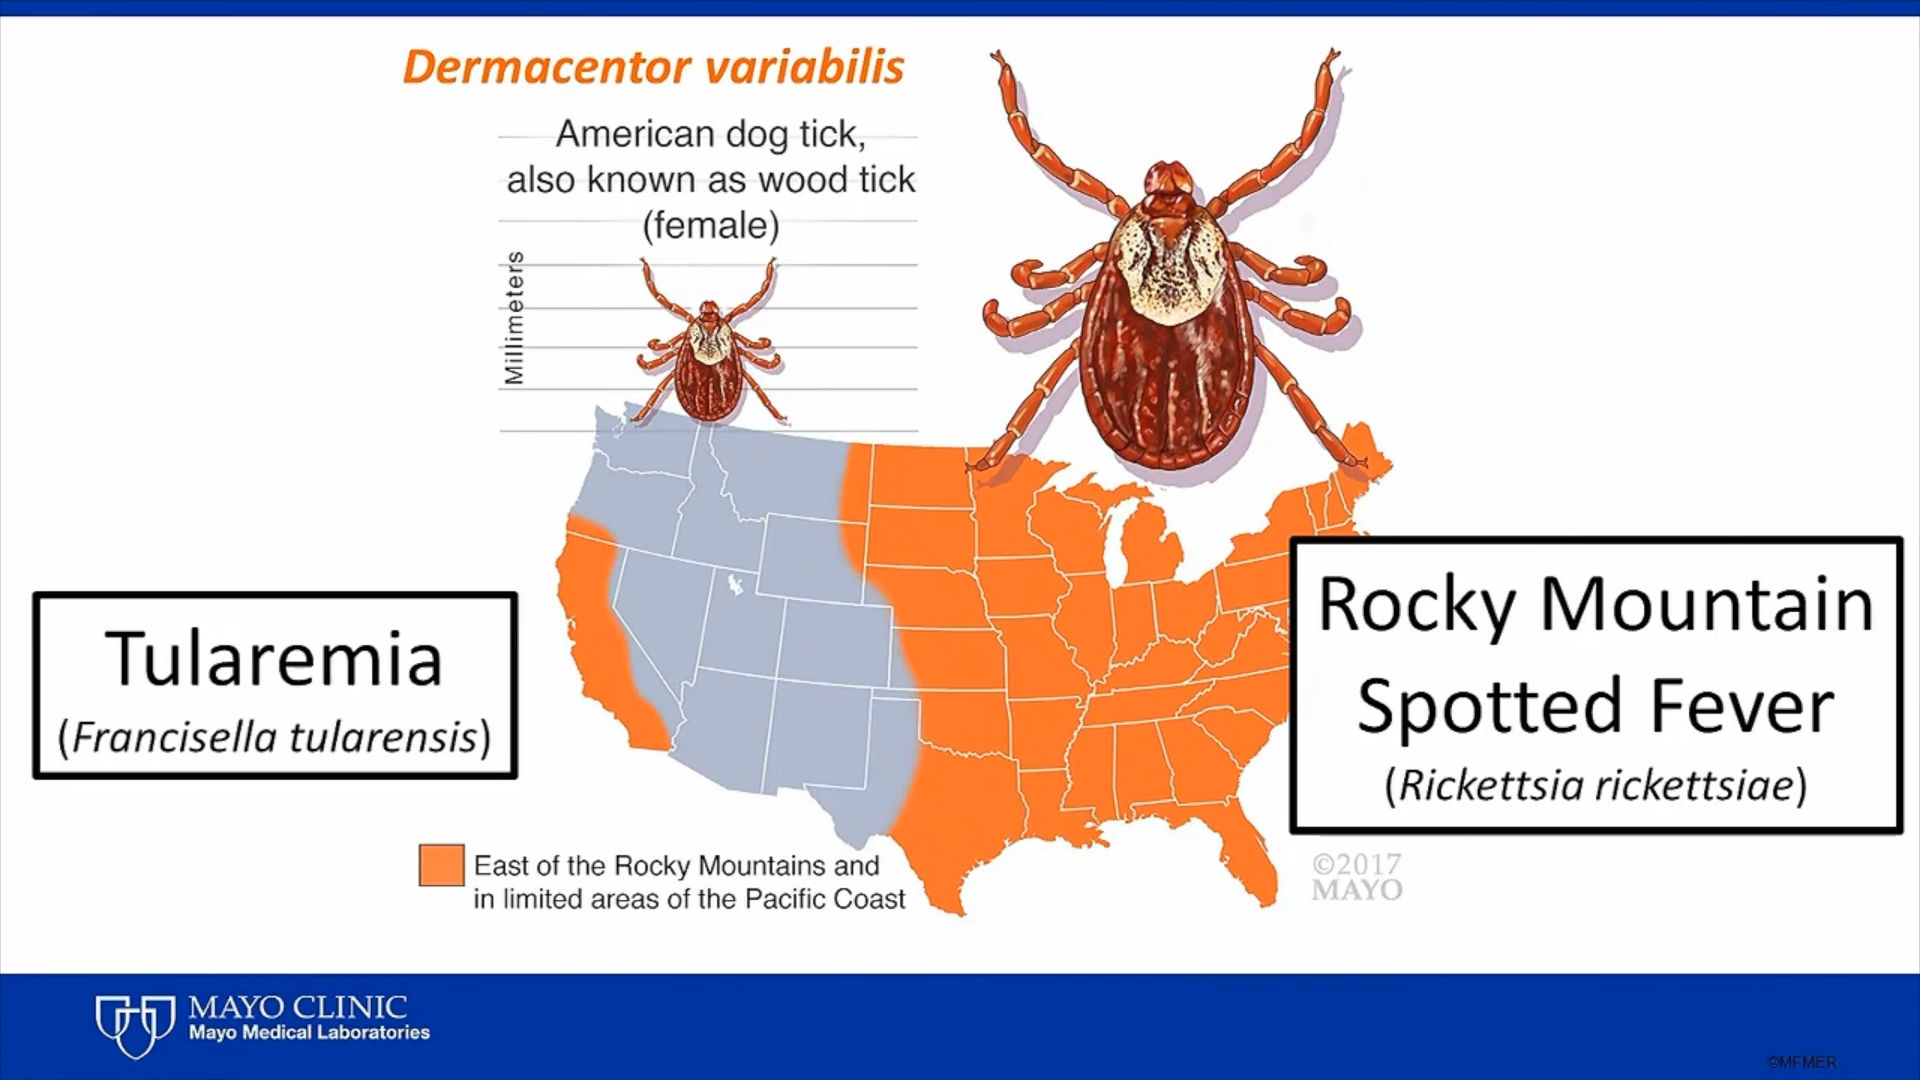 Dermacentor variabilis
American dog tick,
also known as wood tick
(female)
Millimeters
Tularemia
(Francisella tularensis)
Rocky Mountain
Spotted Fever
(Rickettsia rickettsiae)
East of the Rocky Mountains and
in limited areas of the Pacific Coast
©2017
MAYO
MAYO CLINIC
Mayo Medical Laboratories
©MFMER